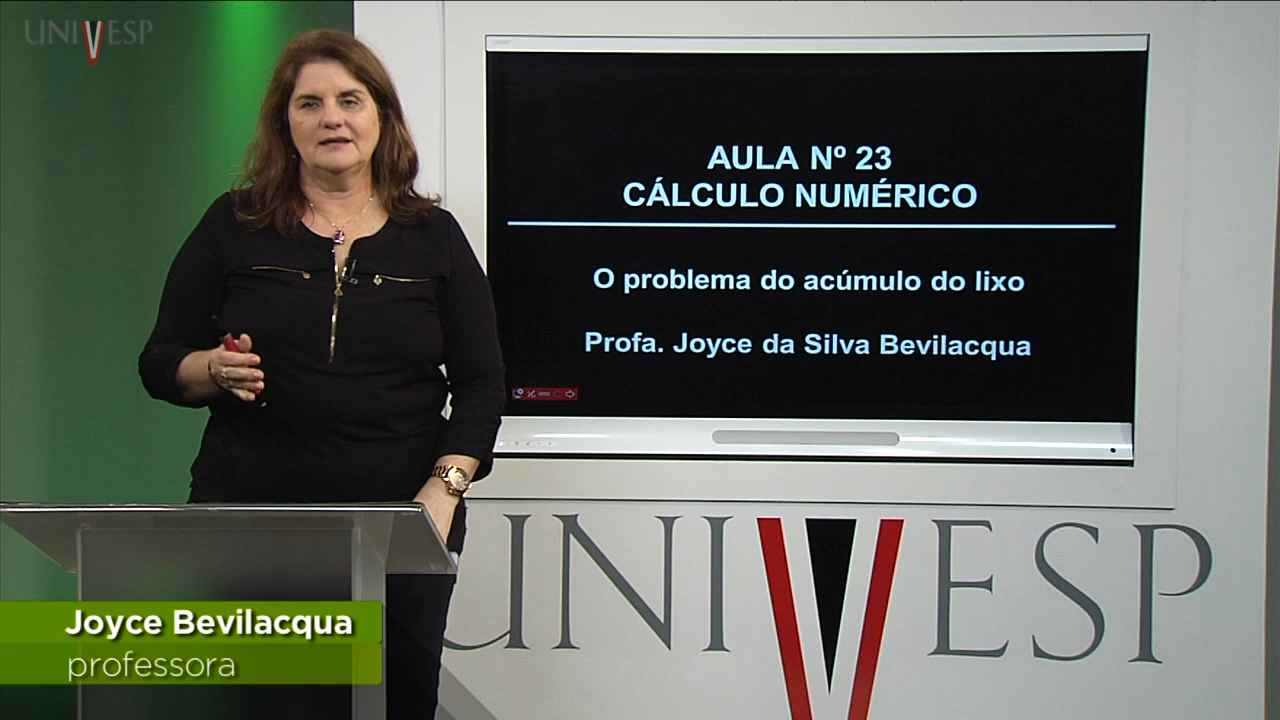 UNIVESP
AULA Nº 23
CÁLCULO NUMÉRICO
O problema do acúmulo do lixo
Profa. Joyce da Silva Bevilacqua
UNIVESP
Joyce Bevilacqua
professora